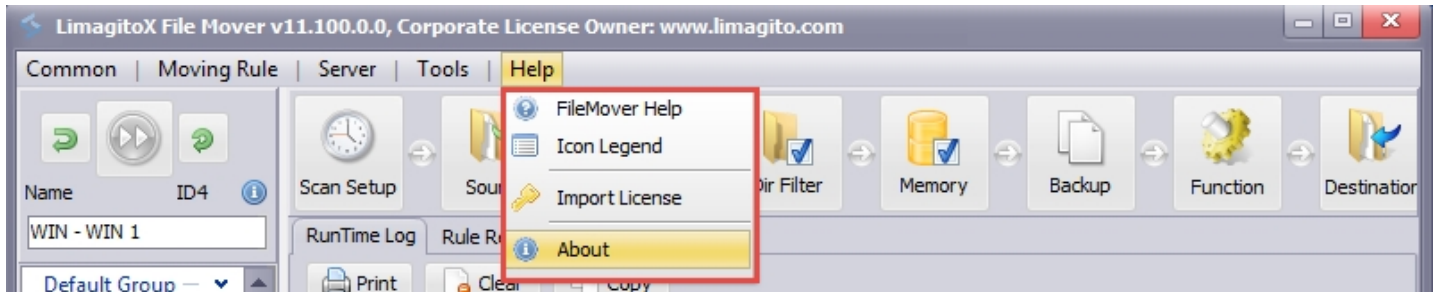 LimagitoX File Mover v11.100.0.0, Corporate License Owner: www.limagito.com
Common | Moving Rule | Server | Tools | Help
FileMover Help
Icon Legend
Import License
About
Scan Setup
Dir Filter
Memory
Backup
Function
Destination
Name ID4
WIN - WIN 1
RunTime Log
Default Group
Print
Clear
Copy